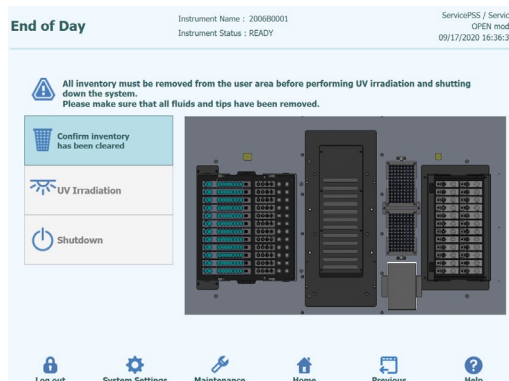 End of Day
Instrument Name : 2006B0001
Instrument Status : READY
ServicePSS / Servic
OPEN mod
09/17/2020 16:36:3
All inventory must be removed from the user area before performing UV irradiation and shutting
down the system.
Please make sure that all fluids and tips have been removed.
Confirm inventory
has been cleared
UV Irradiation
Shutdown
Log out
System Settings
Maintenance
Home
Previous
Help